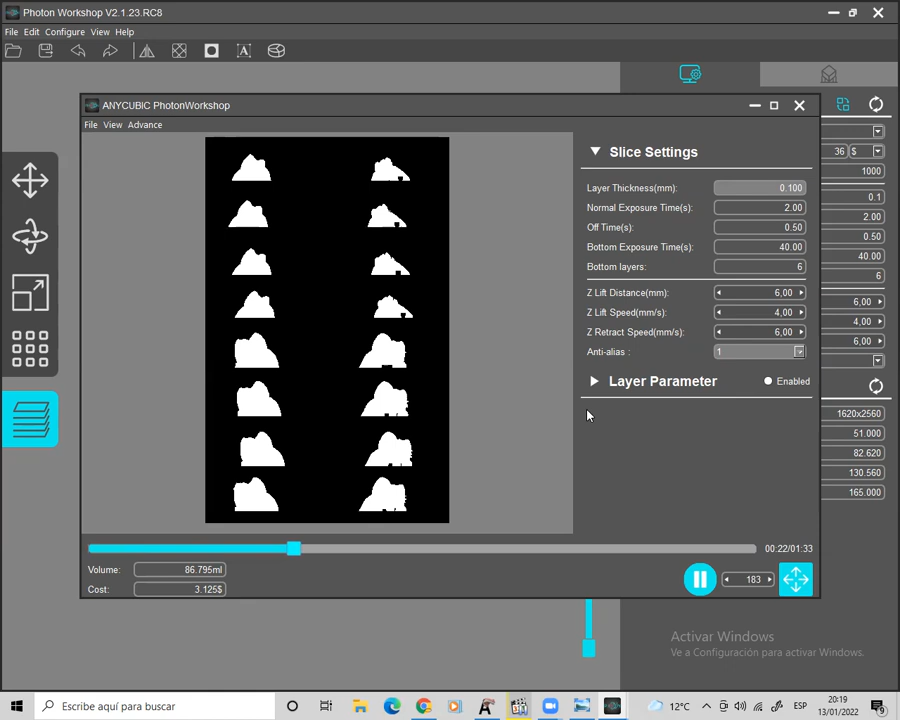 Photon Workshop V2.1.23.RC8
File Edit Configure View Help
ANYCUBIC PhotonWorkshop
File View Advance
Slice Settings
Layer Thickness(mm): 0.100
Normal Exposure Time(s): 2.00
Off Time(s): 0.50
Bottom Exposure Time(s): 40.00
Bottom layers: 6
Z Lift Distance(mm): 6,00
Z Lift Speed(mm/s): 4,00
Z Retract Speed(mm/s): 6,00
Anti-alias : 1
Layer Parameter Enabled
36 $
1000
0.1
2.00
0.50
40.00
6
6,00
4,00
6,00
1620x2560
51.000
82.620
130.560
165.000
00:22/01:33
Volume: 86.795ml
Cost: 3.125$
183
Activar Windows
Ve a Configuración para activar Windows.
Escribe aquí para buscar
12°C
ESP
20:19
13/01/2022
9